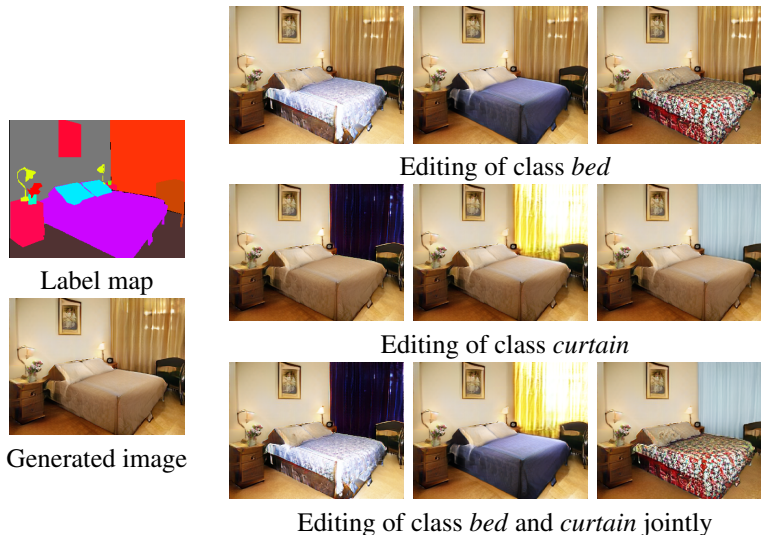 Editing of class bed
Label map
Editing of class curtain
Generated image
Editing of class bed and curtain jointly